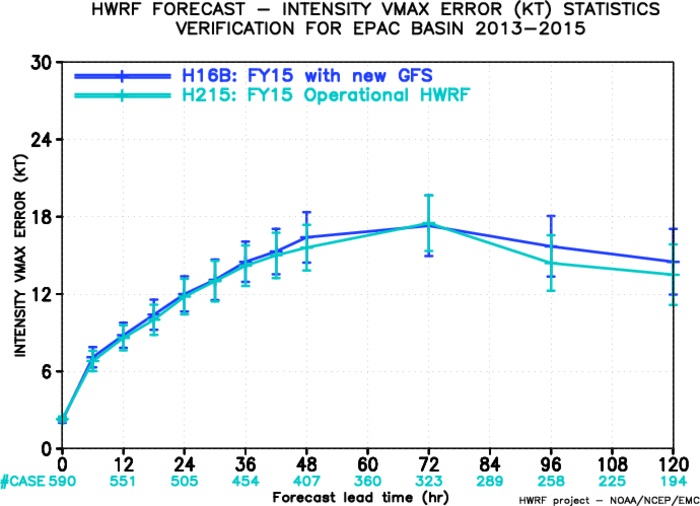 HWRF FORECAST – INTENSITY VMAX ERROR (KT) STATISTICS
VERIFICATION FOR EPAC BASIN 2013–2015
H16B: FY15 with new GFS
H215: FY15 Operational HWRF
INTENSITY VMAX ERROR (KT)
30
24
18
12
6
0
0 12 24 36 48 60 72 84 96 108 120
#CASE 590 551 505 454 407 360 323 289 258 225 194
Forecast lead time (hr)
HWRF project – NOAA/NCEP/EMC